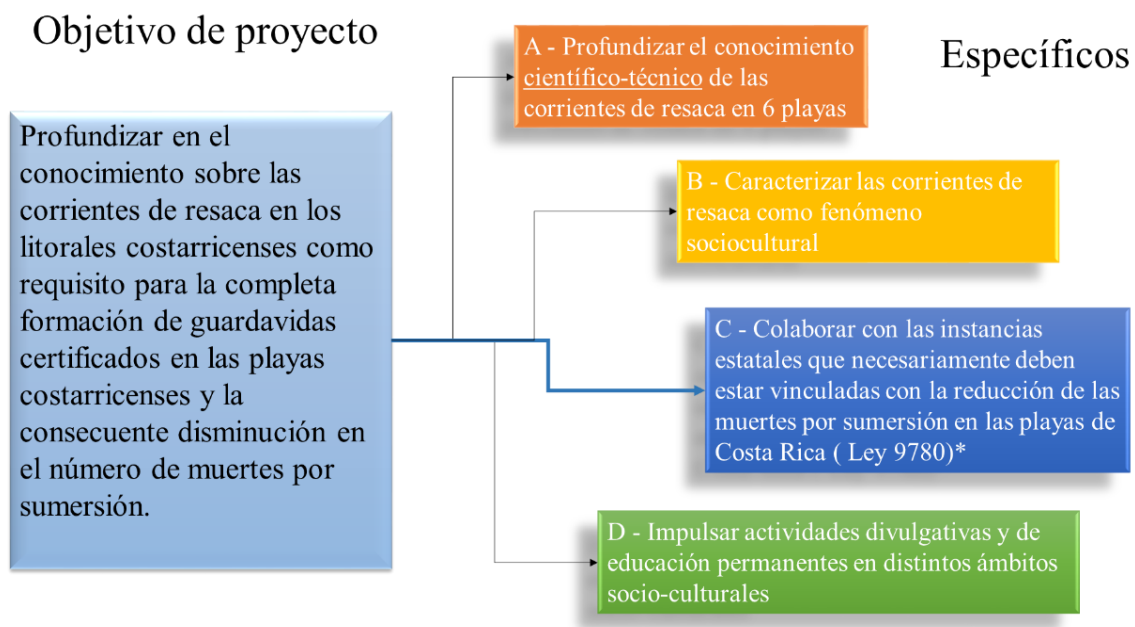 Objetivo de proyecto
Específicos
Profundizar en el
conocimiento sobre las
corrientes de resaca en los
litorales costarricenses como
requisito para la completa
formación de guardavidas
certificados en las playas
costarricenses y la
consecuente disminución en
el número de muertes por
sumersión.
A - Profundizar el conocimiento
científico-técnico de las
corrientes de resaca en 6 playas
B - Caracterizar las corrientes de
resaca como fenómeno
sociocultural
C - Colaborar con las instancias
estatales que necesariamente deben
estar vinculadas con la reducción de las
muertes por sumersión en las playas de
Costa Rica ( Ley 9780)*
D - Impulsar actividades divulgativas y de
educación permanentes en distintos ámbitos
socio-culturales